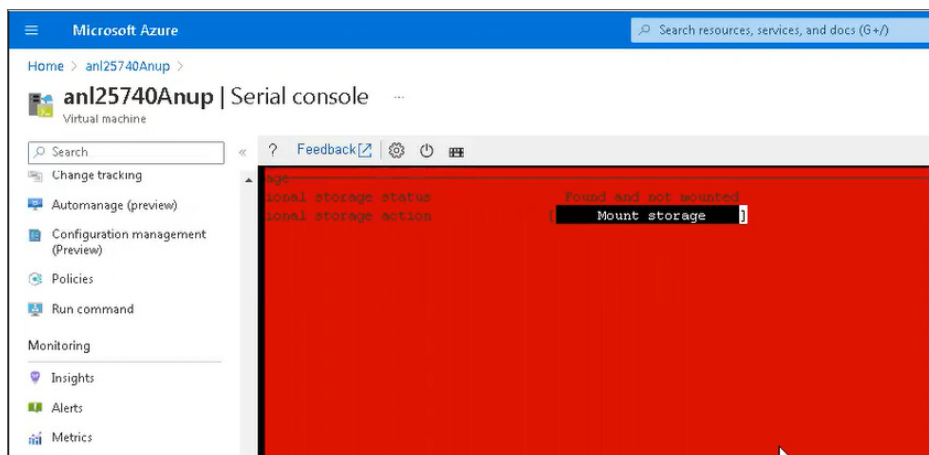 Microsoft Azure
Search resources, services, and docs (G+/)
Home > anl25740Anup >
anl25740Anup | Serial console ...
Virtual machine
Search
«
? Feedback
Change tracking
Automanage (preview)
Configuration management
(Preview)
Policies
Run command
Monitoring
Insights
Alerts
Metrics
age
ional storage status Found and not mounted
ional storage action [ Mount storage ]